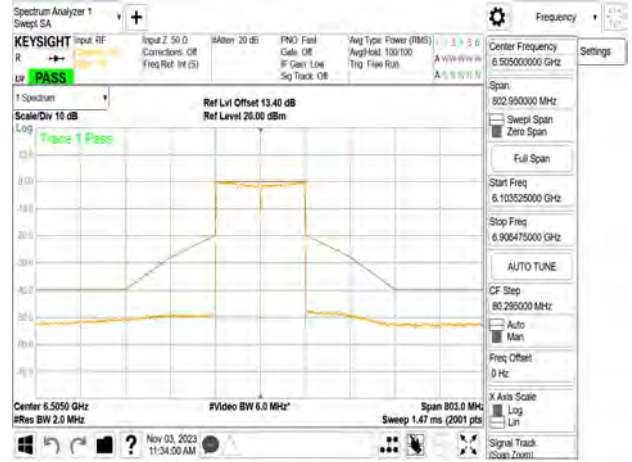 Spectrum Analyzer 1
Swept SA
Frequency
KEYSIGHT
Input: RF
Input Z: 50 Ω
Corrections: Off
Freq Ref: Int (S)
#Atten: 20 dB
PNO: Fast
Gate: Off
IF Gain: Low
Sig Track: Off
Avg Type: Power (RMS)
Avg|Hold: 100/100
Trig: Free Run
PASS
Center Frequency
6.505000000 GHz
Settings
Span
802.950000 MHz
Swept Span
Zero Span
Full Span
Start Freq
6.103525000 GHz
Stop Freq
6.906475000 GHz
AUTO TUNE
CF Step
80.295000 MHz
Auto
Man
Freq Offset
0 Hz
X Axis Scale
Log
Lin
Signal Track
(Span Zoom)
1 Spectrum
Scale/Div 10 dB
Ref Lvl Offset 13.40 dB
Ref Level 20.00 dBm
Log
Trace 1 Pass
Center 6.5050 GHz
#Res BW 2.0 MHz
#Video BW 6.0 MHz*
Span 803.0 MHz
Sweep 1.47 ms (2001 pts
?
Nov 03, 2023
11:34:00 AM